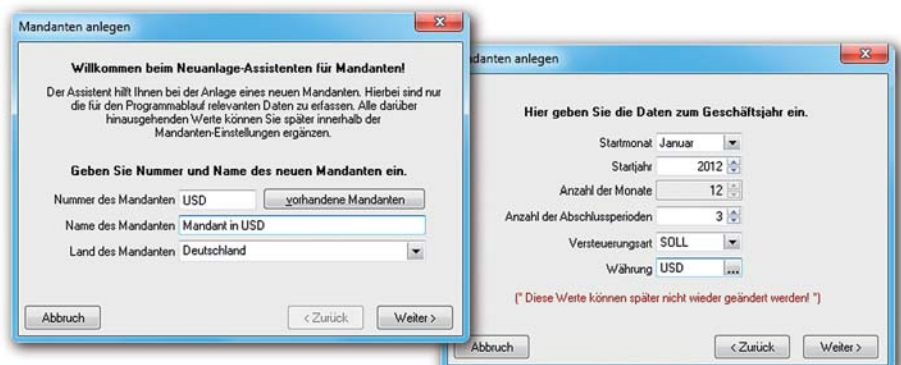 Mandanten anlegen
Willkommen beim Neuanlage-Assistenten für Mandanten!
Der Assistent hilft Ihnen bei der Anlage eines neuen Mandanten. Hierbei sind nur
die für den Programmablauf relevanten Daten zu erfassen. Alle darüber
hinausgehenden Werte können Sie später innerhalb der
Mandanten-Einstellungen ergänzen.
Geben Sie Nummer und Name des neuen Mandanten ein.
Nummer des Mandanten USD vorhandene Mandanten
Name des Mandanten Mandant in USD
Land des Mandanten Deutschland
Abbruch < Zurück Weiter >
danten anlegen
Hier geben Sie die Daten zum Geschäftsjahr ein.
Startmonat Januar
Startjahr 2012
Anzahl der Monate 12
Anzahl der Abschlussperioden 3
Versteuerungsart SOLL
Währung USD ...
(* Diese Werte können später nicht wieder geändert werden! *)
Abbruch < Zurück Weiter >